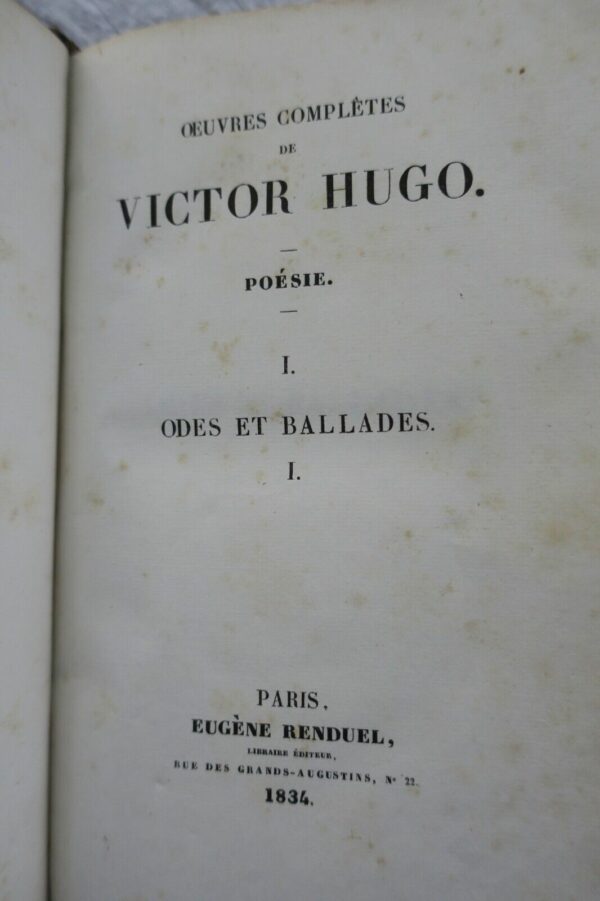 ŒUVRES COMPLÈTES
DE
VICTOR HUGO.
POÉSIE.
I.
ODES ET BALLADES.
I.
PARIS,
EUGÈNE RENDUEL,
LIBRAIRE ÉDITEUR,
RUE DES GRANDS-AUGUSTINS, Nº 22.
1834.